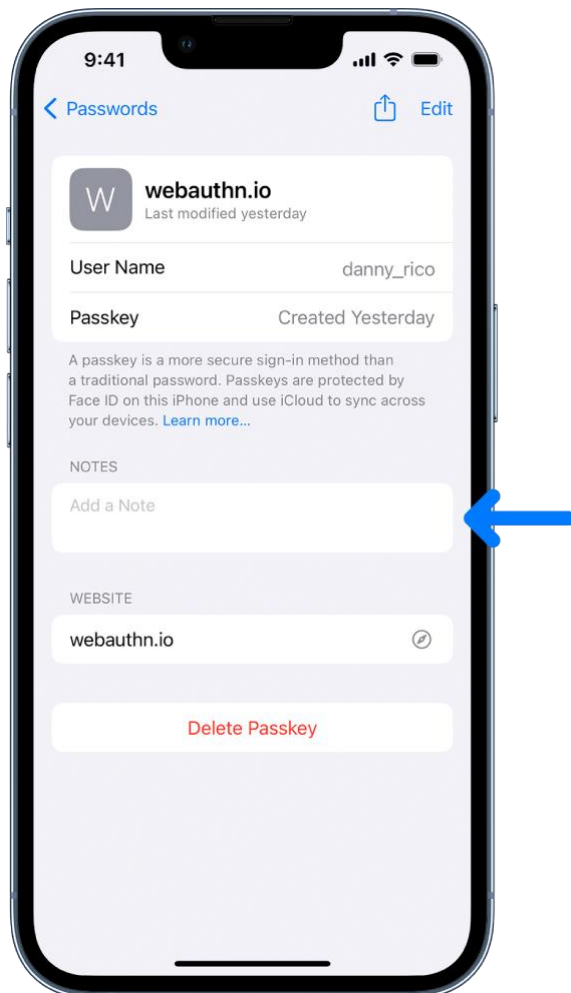 9:41
Passwords
Edit
W
webauthn.io
Last modified yesterday
User Name danny_rico
Passkey Created Yesterday
A passkey is a more secure sign-in method than
a traditional password. Passkeys are protected by
Face ID on this iPhone and use iCloud to sync across
your devices. Learn more...
NOTES
Add a Note
WEBSITE
webauthn.io
Delete Passkey